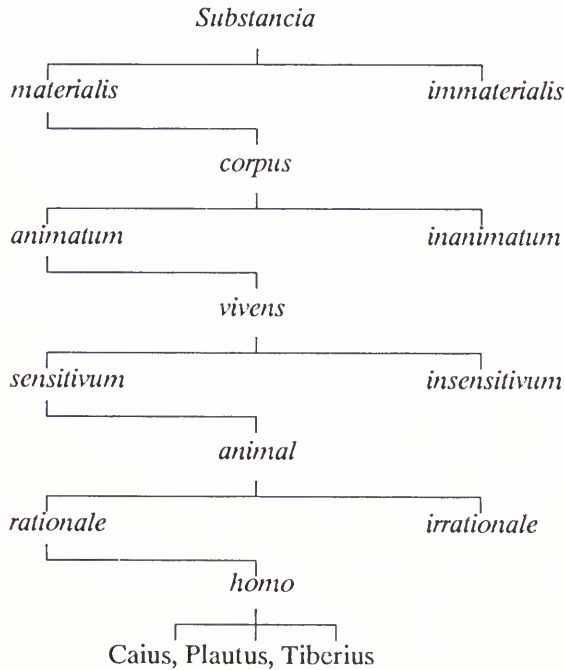 Substancia
materialis immaterialis
corpus
animatum inanimatum
vivens
sensitivum insensitivum
animal
rationale irrationale
homo
Caius, Plautus, Tiberius